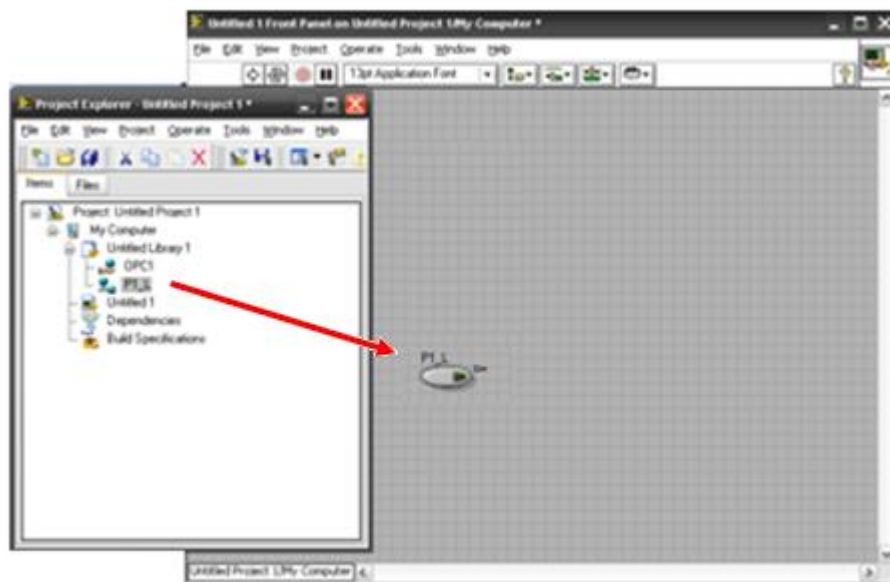 Untitled 1 Front Panel on Untitled Project 1/My Computer *
File Edit View Project Operate Tools Window Help
13pt Application Font
Project Explorer - Untitled Project 1 *
File Edit View Project Operate Tools Window Help
Items Files
Project: Untitled Project 1
My Computer
Untitled Library 1
OPC1
P1_L
Untitled 1
Dependencies
Build Specifications
P1_L
Untitled Project 1/My Computer